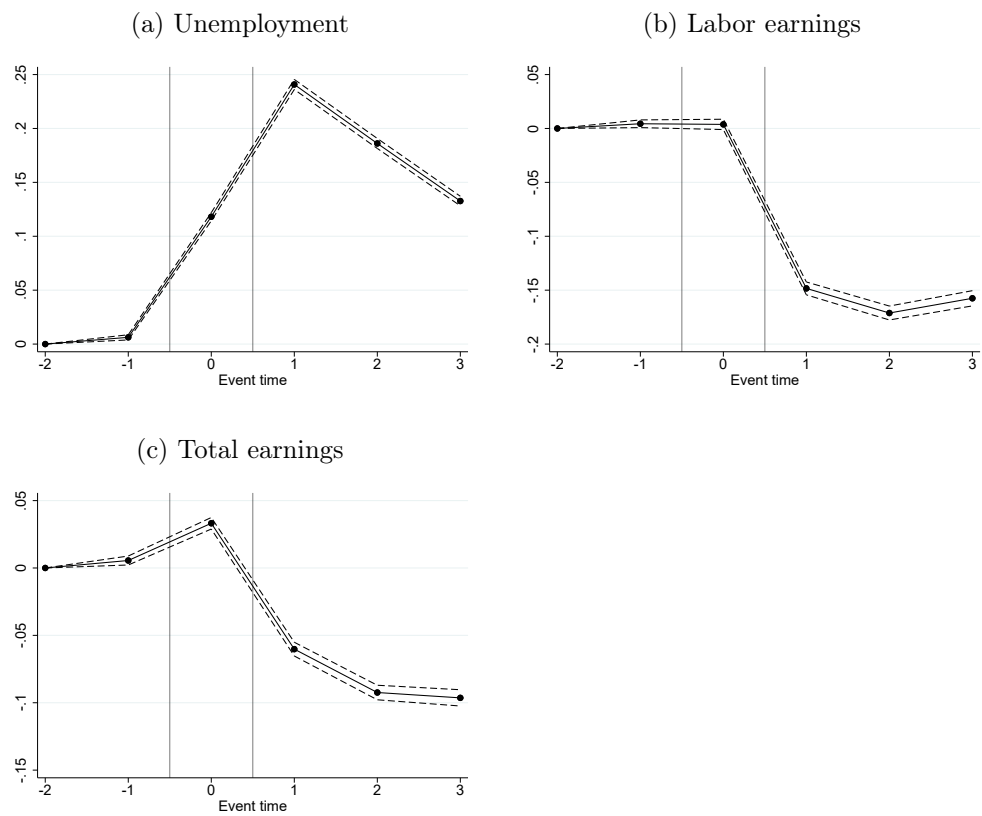 (a) Unemployment
.25
.2
.15
.1
.05
0
-2 -1 0 1 2 3
Event time
(b) Labor earnings
.05
0
-.05
-.1
-.15
-.2
-2 -1 0 1 2 3
Event time
(c) Total earnings
.05
0
-.05
-.1
-.15
-2 -1 0 1 2 3
Event time